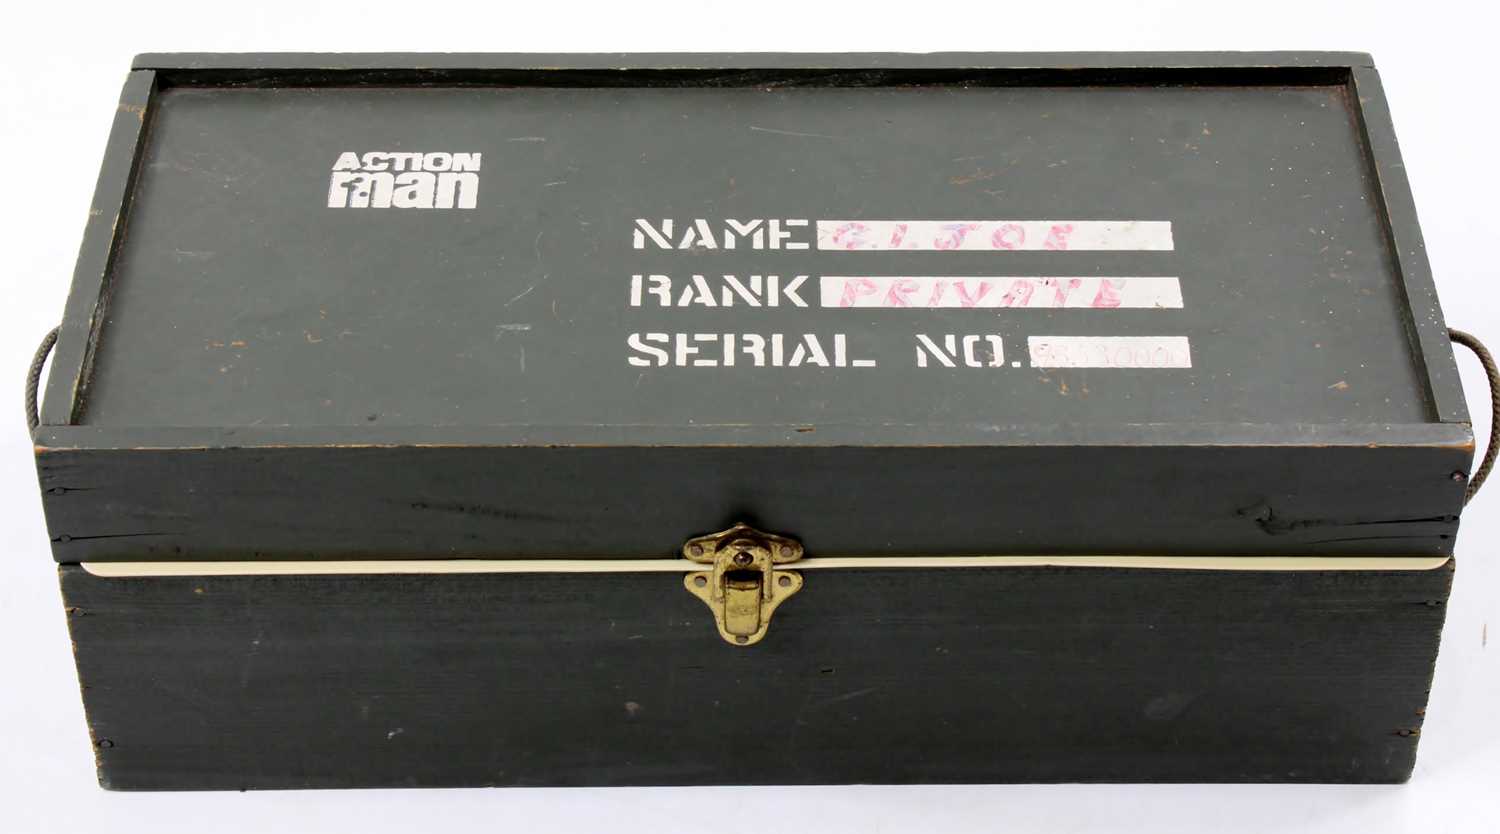 ACTION
man
NAME G.I. JOE
RANK PRIVATE
SERIAL NO.